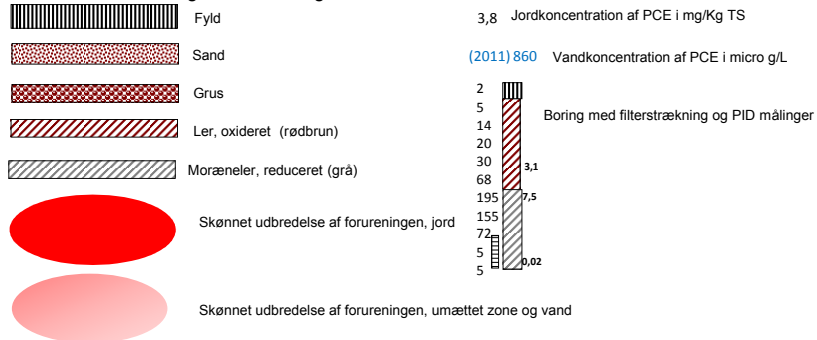 Fyld
Sand
Grus
Ler, oxideret (rødbrun)
Moræneler, reduceret (grå)
Skønnet udbredelse af forureningen, jord
Skønnet udbredelse af forureningen, umættet zone og vand
3,8 Jordkoncentration af PCE i mg/Kg TS
(2011) 860 Vandkoncentration af PCE i micro g/L
Boring med filterstrækning og PID målinger
2
5
14
20
30
3,1
68
195 7,5
155
72
5
0,02
5